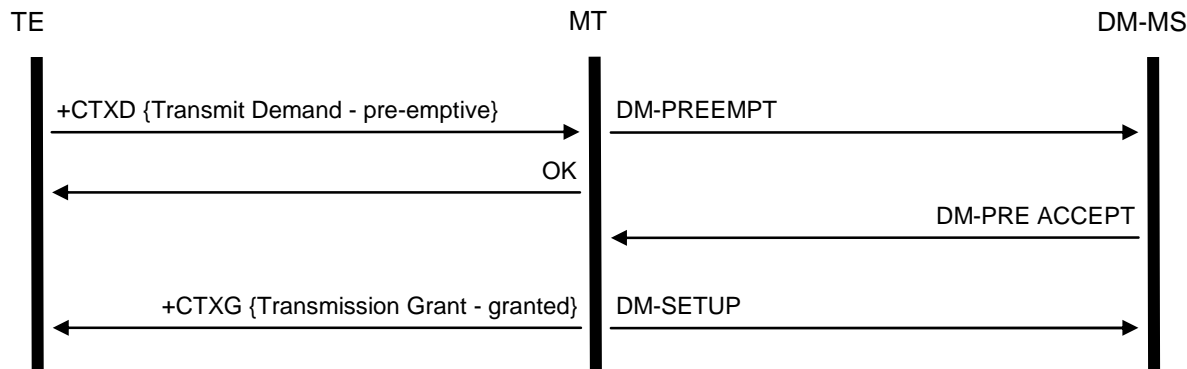 TE
MT
DM-MS
+CTXD {Transmit Demand - pre-emptive}
DM-PREEMPT
OK
DM-PRE ACCEPT
+CTXG {Transmission Grant - granted}
DM-SETUP